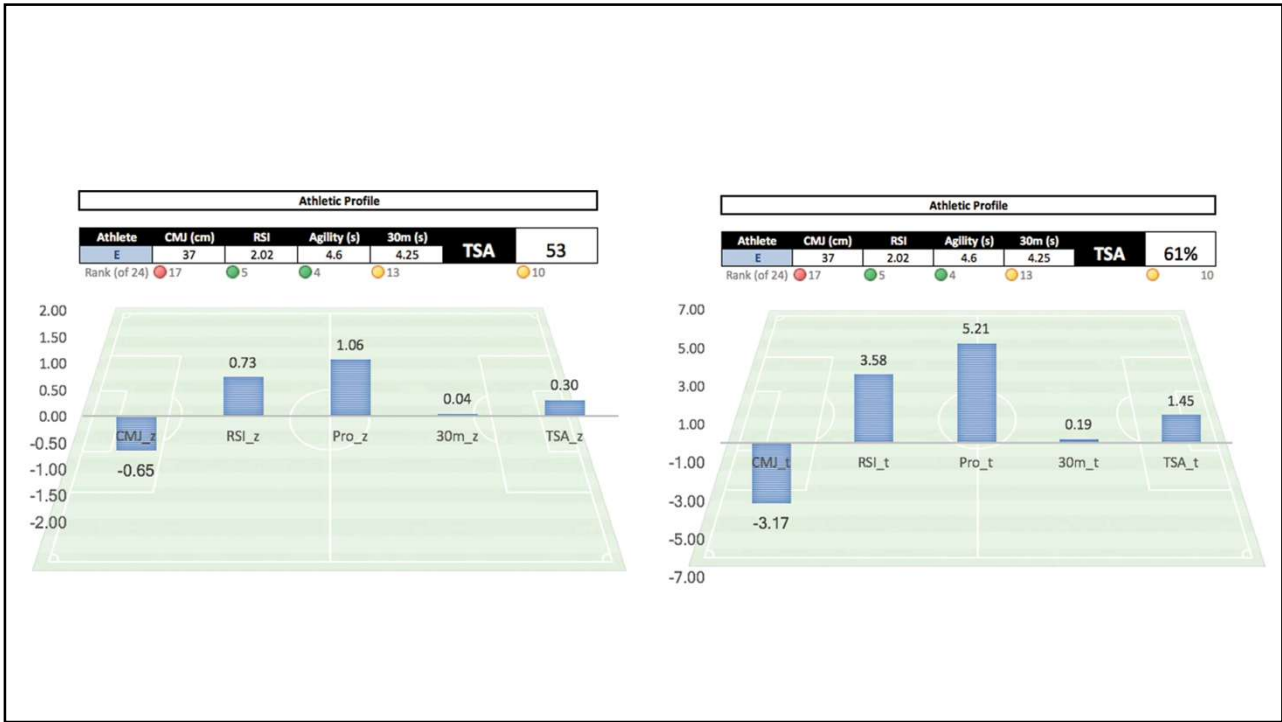 Athletic Profile
Athlete CMJ (cm) RSI Agility (s) 30m (s) TSA 53
E 37 2.02 4.6 4.25
Rank (of 24) 17 5 4 13 10
2.00
1.50
1.00
0.50
0.00
-0.50
-1.00
-1.50
-2.00
-0.65
0.73
1.06
0.04
0.30
CMJ_z RSI_z Pro_z 30m_z TSA_z
Athletic Profile
Athlete CMJ (cm) RSI Agility (s) 30m (s) TSA 61%
E 37 2.02 4.6 4.25
Rank (of 24) 17 5 4 13 10
7.00
5.00
3.00
1.00
-1.00
-3.00
-5.00
-7.00
-3.17
3.58
5.21
0.19
1.45
CMJ_t RSI_t Pro_t 30m_t TSA_t